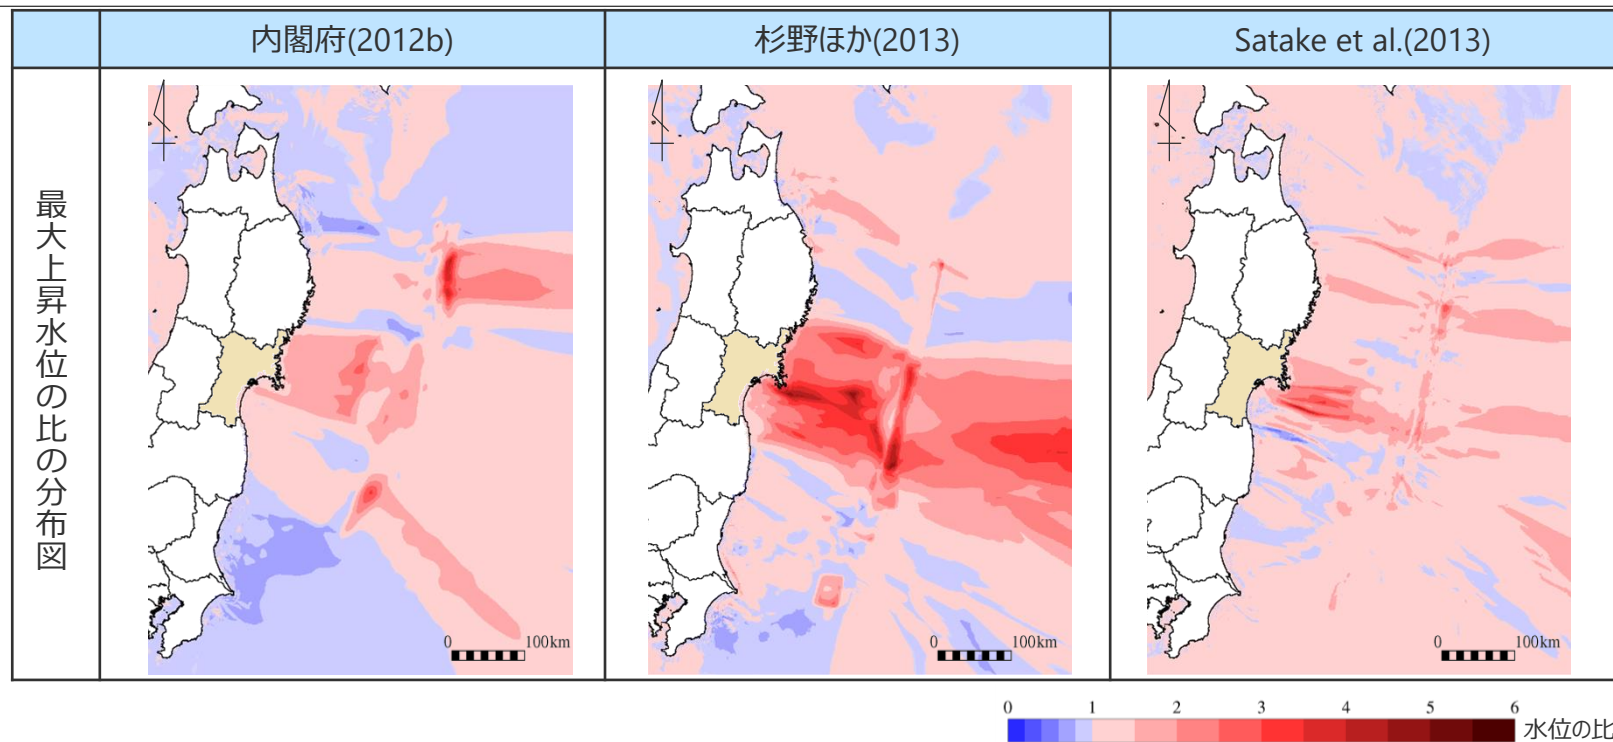 内閣府(2012b)
杉野ほか(2013)
Satake et al.(2013)
最大上昇水位の比の分布図
0 100km
0 100km
0 100km
0 1 2 3 4 5 6
水位の比